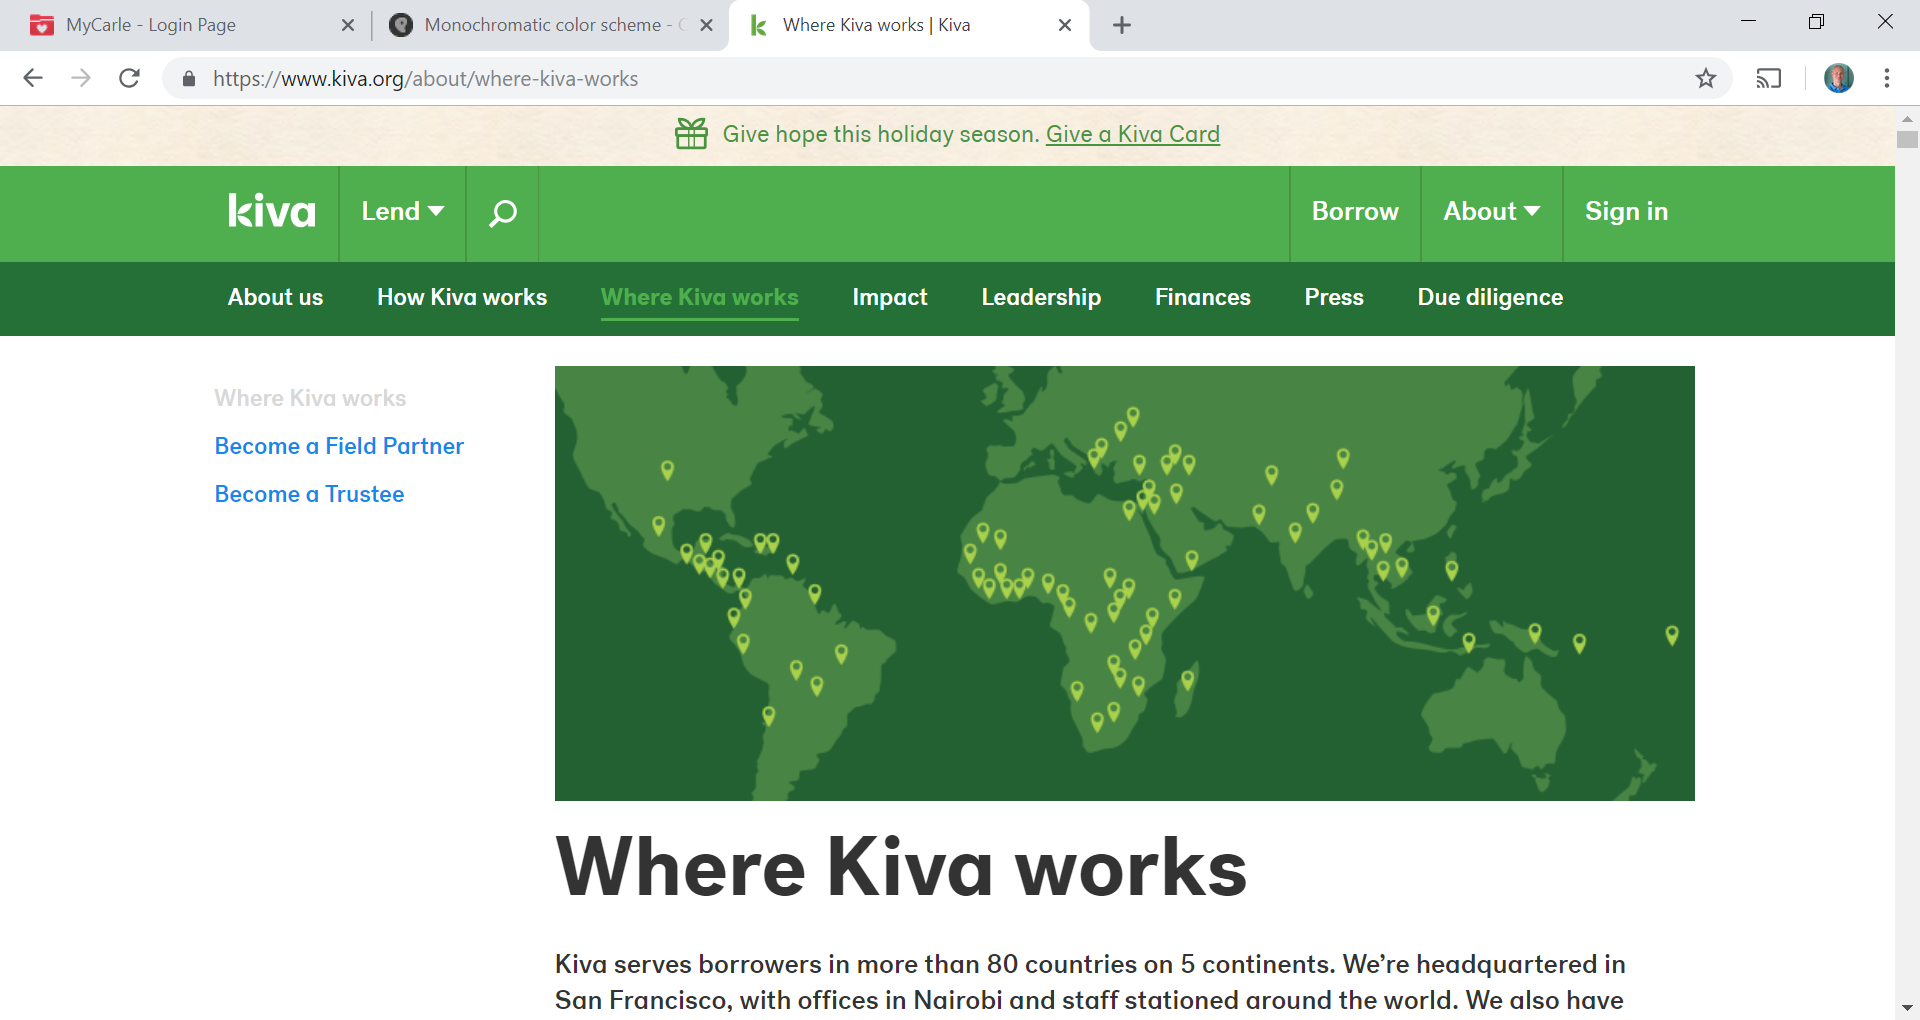 MyCarle - Login Page
Monochromatic color scheme -
Where Kiva works | Kiva
https://www.kiva.org/about/where-kiva-works
Give hope this holiday season. Give a Kiva Card
kiva Lend Borrow About Sign in
About us How Kiva works Where Kiva works Impact Leadership Finances Press Due diligence
Where Kiva works
Become a Field Partner
Become a Trustee
Where Kiva works
Kiva serves borrowers in more than 80 countries on 5 continents. We’re headquartered in
San Francisco, with offices in Nairobi and staff stationed around the world. We also have